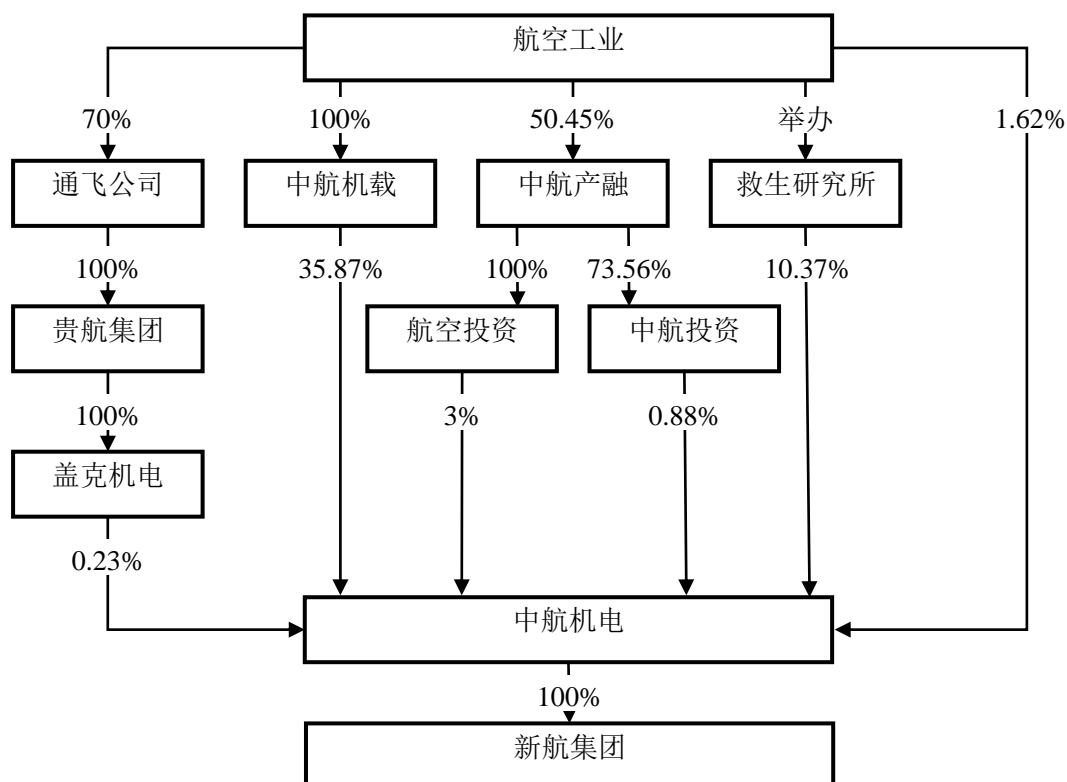 航空工业
70%
100%
50.45%
举办
1.62%
通飞公司
中航机载
中航产融
救生研究所
100%
35.87%
100%
73.56%
10.37%
贵航集团
航空投资
中航投资
100%
3%
0.88%
盖克机电
0.23%
中航机电
100%
新航集团